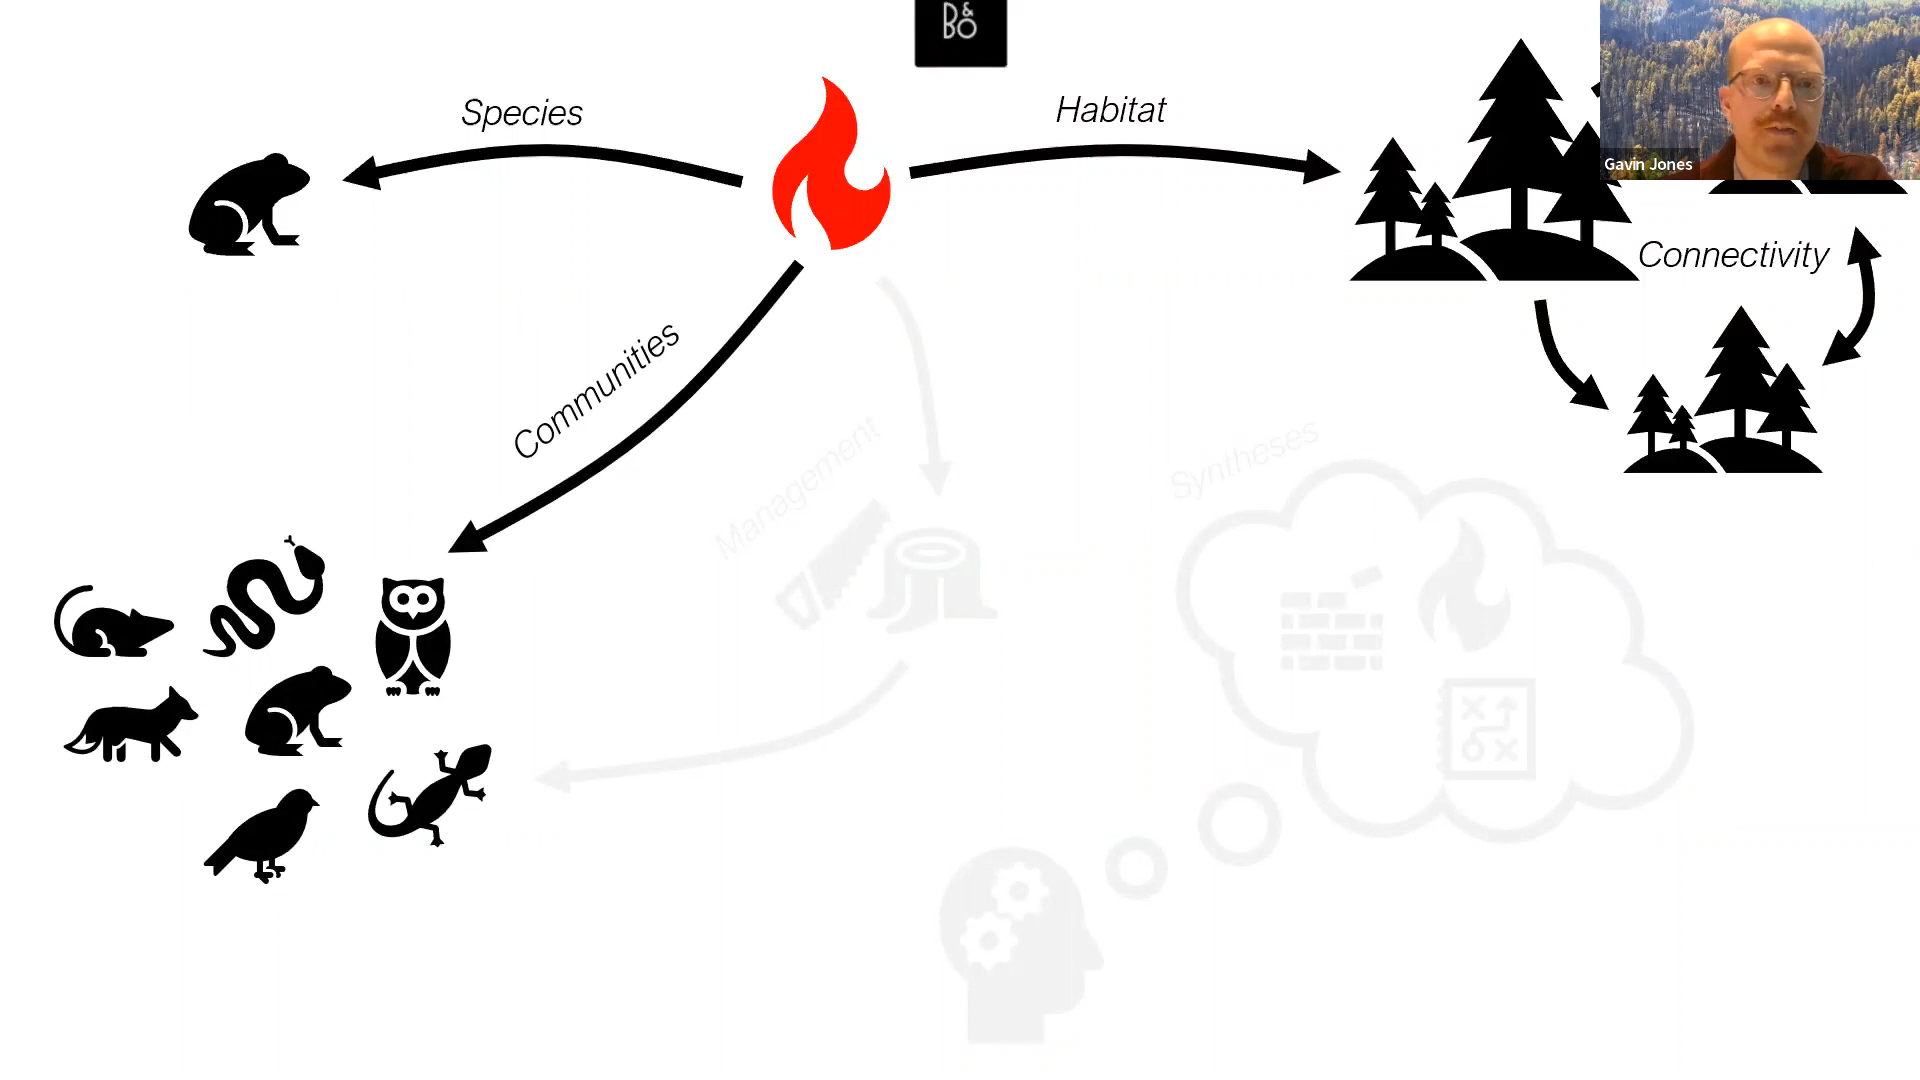 B&O
Species
Habitat
Gavin Jones
Connectivity
Communities
Management
Syntheses